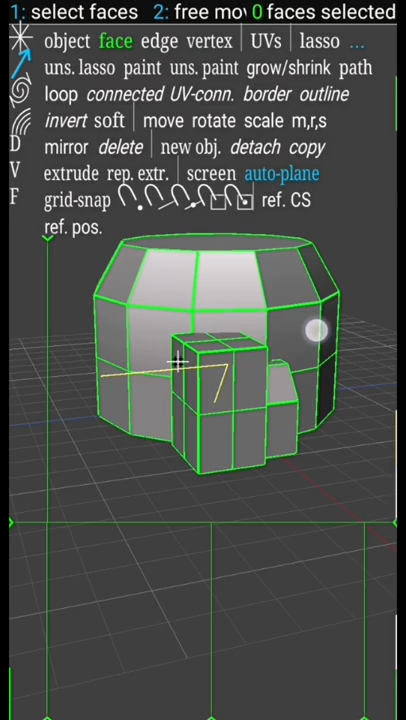 1: select faces 2: free mo 0 faces selected
object face edge vertex UVs lasso ...
uns. lasso paint uns. paint grow/shrink path
loop connected UV-conn. border outline
invert soft move rotate scale m,r,s
D mirror delete new obj. detach copy
V extrude rep. extr. screen auto-plane
F grid-snap ref. CS
ref. pos.